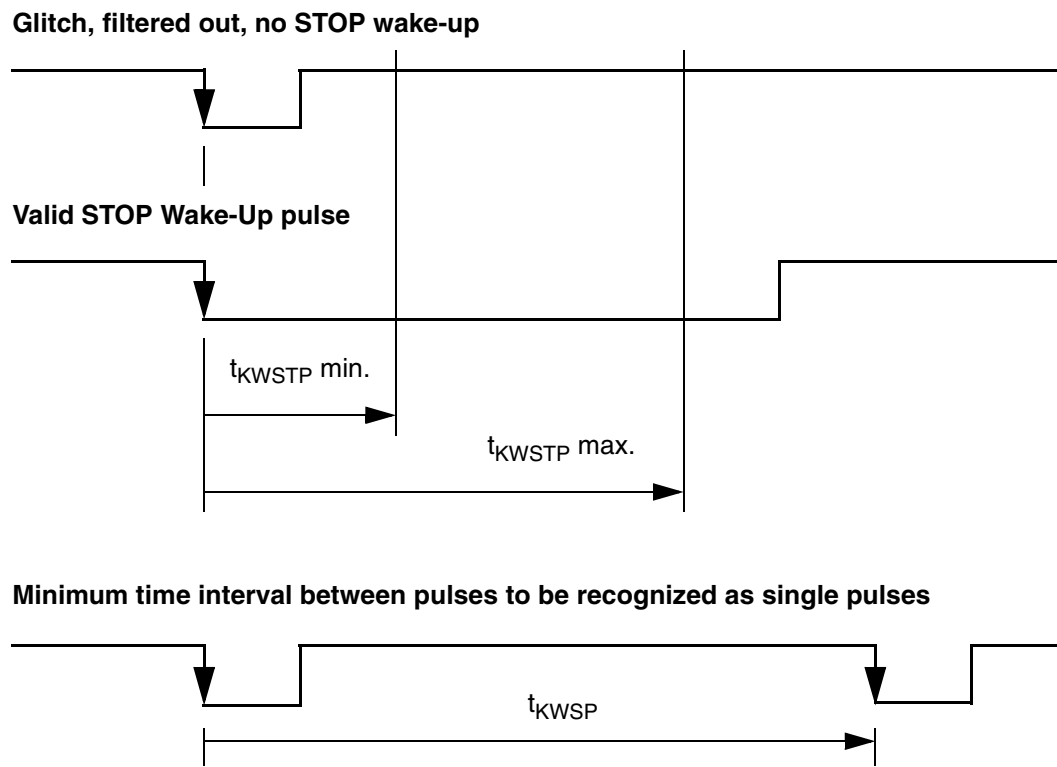 Glitch, filtered out, no STOP wake-up
Valid STOP Wake-Up pulse
tKWSTP min.
tKWSTP max.
Minimum time interval between pulses to be recognized as single pulses
tKWSP